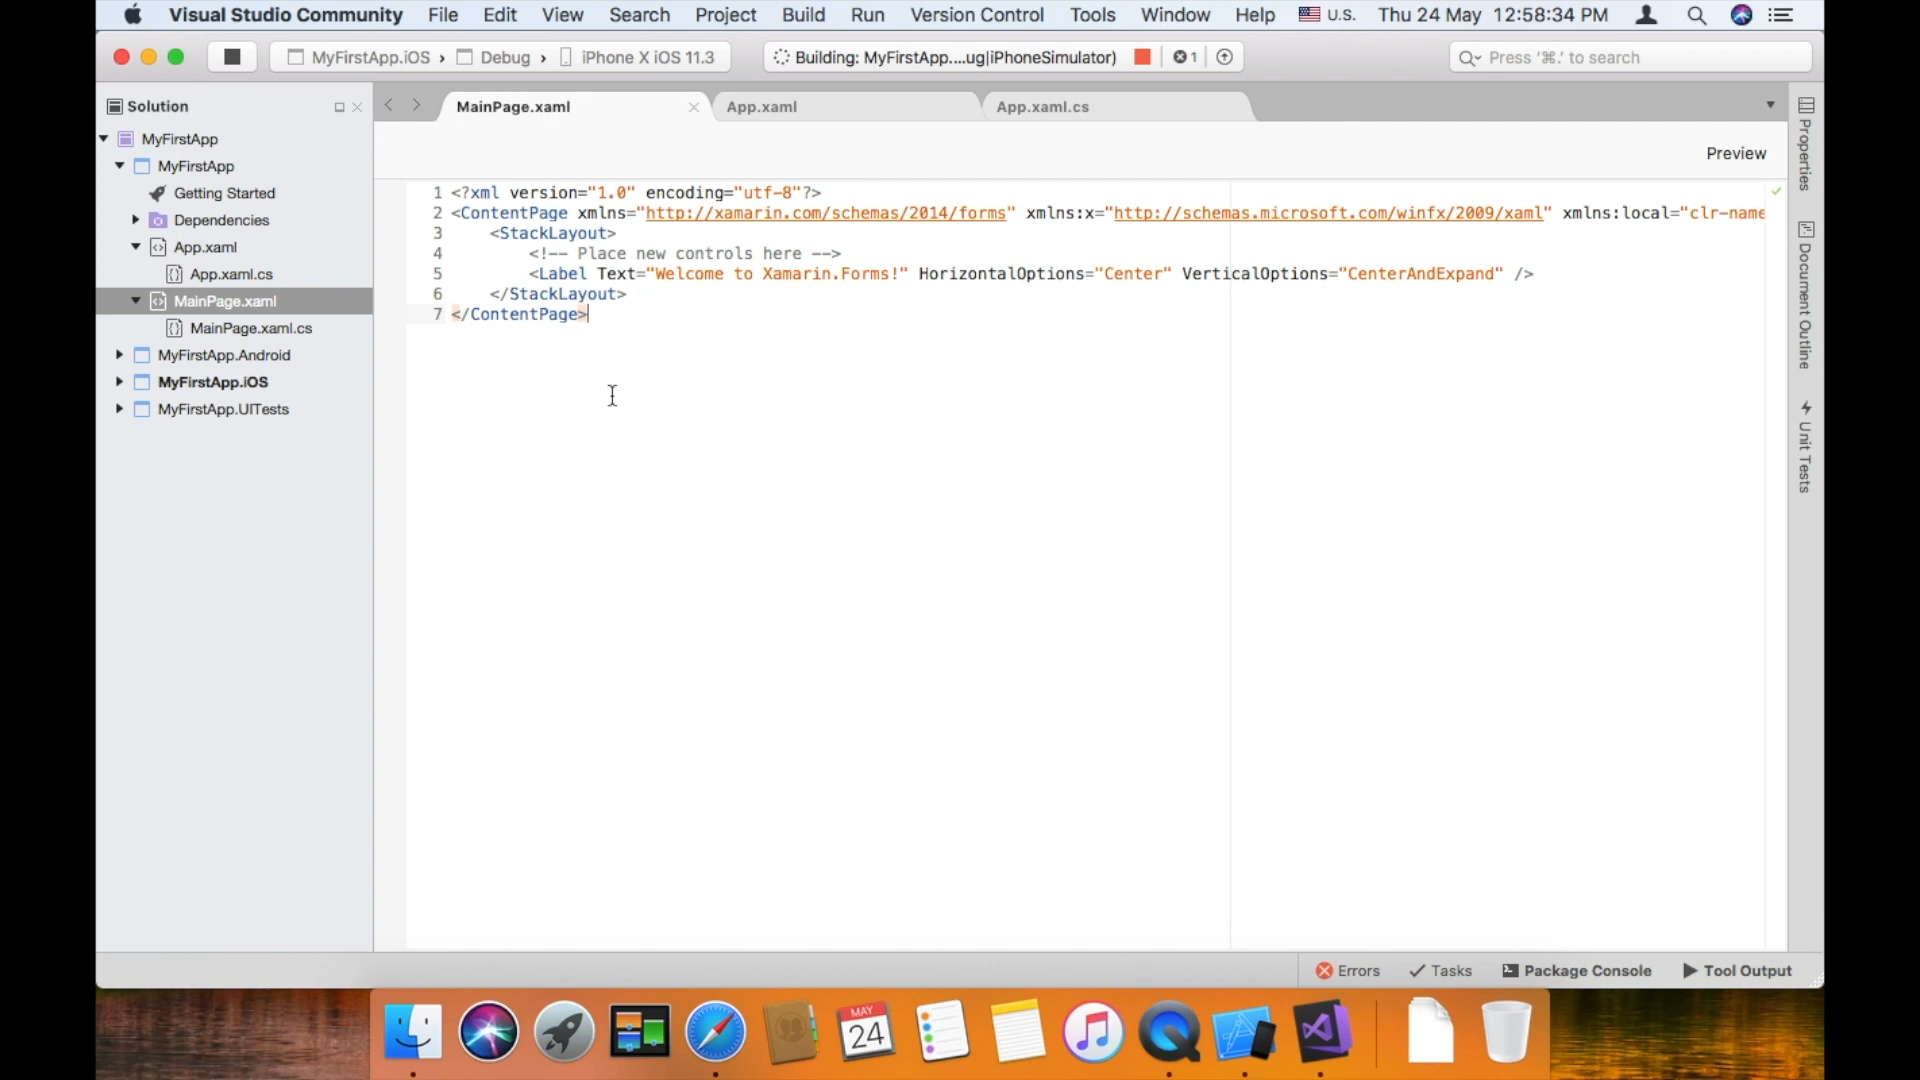 Visual Studio Community File Edit View Search Project Build Run Version Control Tools Window Help U.S. Thu 24 May 12:58:34 PM
MyFirstApp.iOS › Debug › iPhone X iOS 11.3
Building: MyFirstApp....ug|iPhoneSimulator) 1
Press '⌘.' to search
Solution
MainPage.xaml
App.xaml
App.xaml.cs
Preview
MyFirstApp
MyFirstApp
Getting Started
Dependencies
App.xaml
App.xaml.cs
MainPage.xaml
MainPage.xaml.cs
MyFirstApp.Android
MyFirstApp.iOS
MyFirstApp.UITests
1 <?xml version="1.0" encoding="utf-8"?>
2 <ContentPage xmlns="http://xamarin.com/schemas/2014/forms" xmlns:x="http://schemas.microsoft.com/winfx/2009/xaml" xmlns:local="clr-name
3 <StackLayout>
4 <!-- Place new controls here -->
5 <Label Text="Welcome to Xamarin.Forms!" HorizontalOptions="Center" VerticalOptions="CenterAndExpand" />
6 </StackLayout>
7 </ContentPage>
Properties
Document Outline
Unit Tests
Errors Tasks Package Console Tool Output
MAY
24